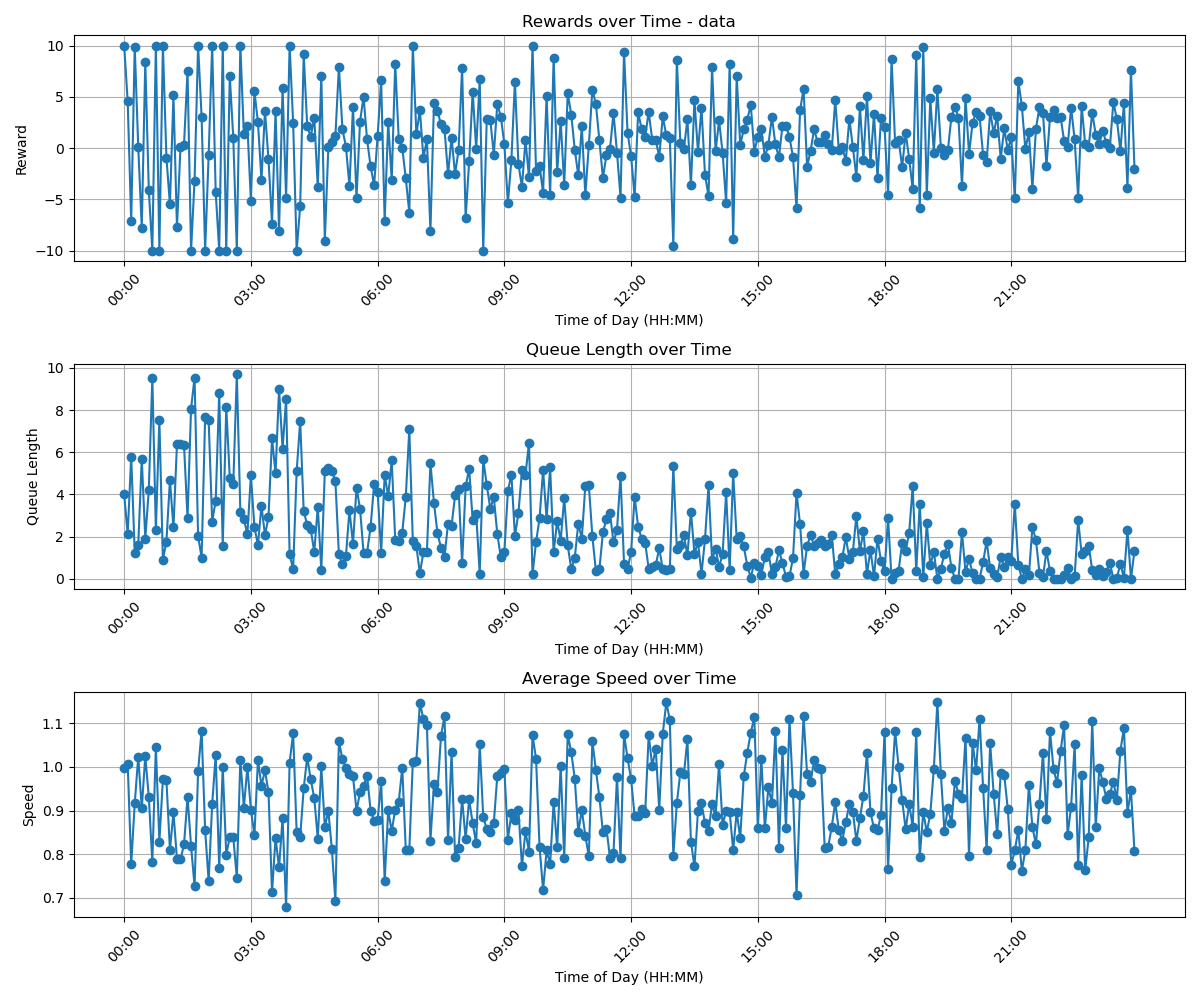 Rewards over Time - data
10
5
0
−5
−10
Reward
00:00 03:00 06:00 09:00 12:00 15:00 18:00 21:00
Time of Day (HH:MM)
Queue Length over Time
10
8
6
4
2
0
Queue Length
00:00 03:00 06:00 09:00 12:00 15:00 18:00 21:00
Time of Day (HH:MM)
Average Speed over Time
1.1
1.0
0.9
0.8
0.7
Speed
00:00 03:00 06:00 09:00 12:00 15:00 18:00 21:00
Time of Day (HH:MM)